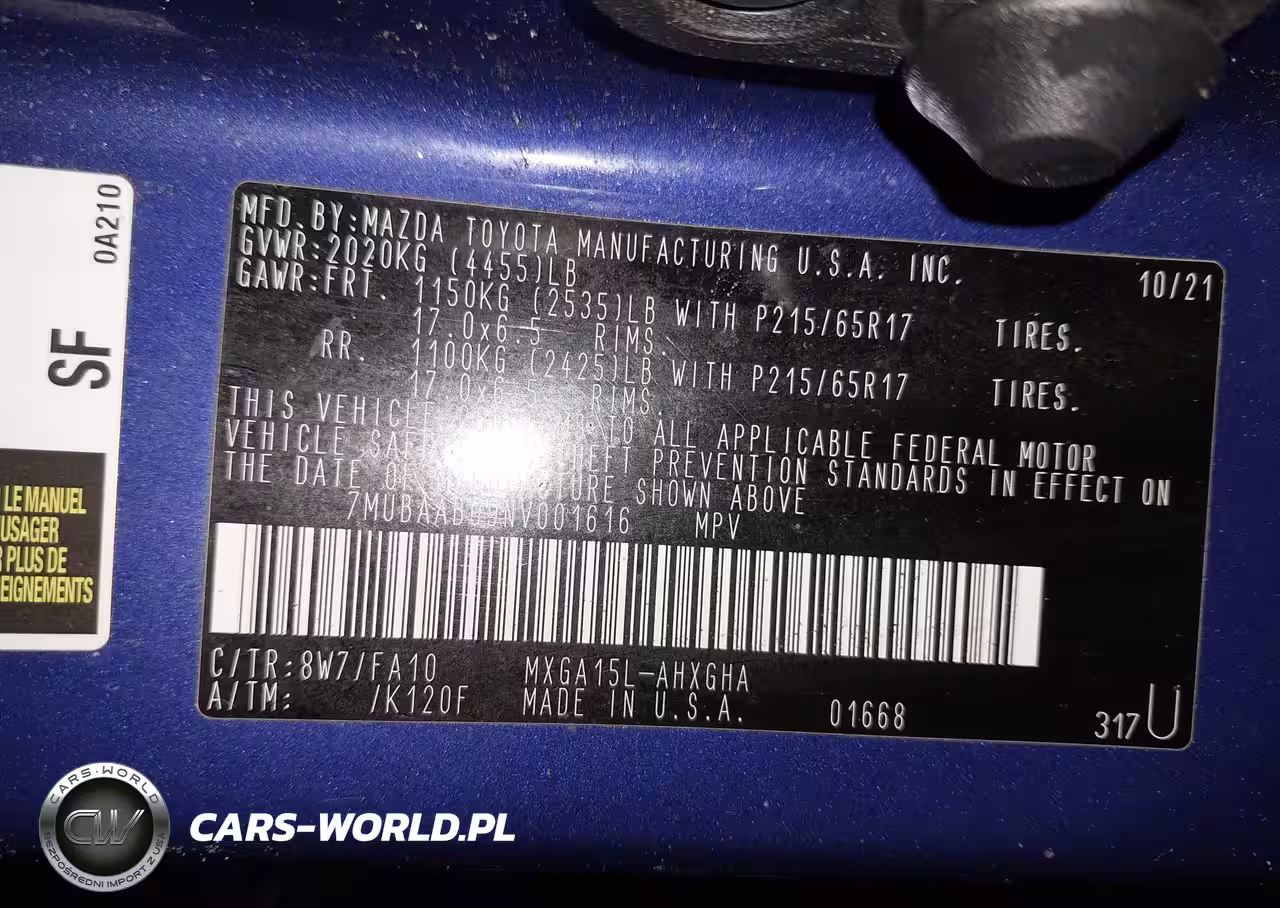 MFD. BY:MAZDA TOYOTA MANUFACTURING U.S.A. INC. 10/21
GVWR:2020KG (4455)LB
GAWR:FRT. 1150KG (2535)LB WITH P215/65R17 TIRES.
17.0x6.5 RIMS.
RR. 1100KG (2425)LB WITH P215/65R17 TIRES.
17.0x6.5 RIMS.
THIS VEHICLE TO ALL APPLICABLE FEDERAL MOTOR
VEHICLE PREVENTION STANDARDS IN EFFECT ON
THE DATE OF SHOWN ABOVE
MPV
C/TR:8W7/FA10 MXGA15L-AHXGHA
A/TM: /K120F MADE IN U.S.A. 01668
317U
0A210
SF
LE MANUEL
USAGER
PLUS DE
EIGNEMENTS
CARS-WORLD
CW
BEZPOŚREDNI IMPORT Z USA
CARS-WORLD.PL